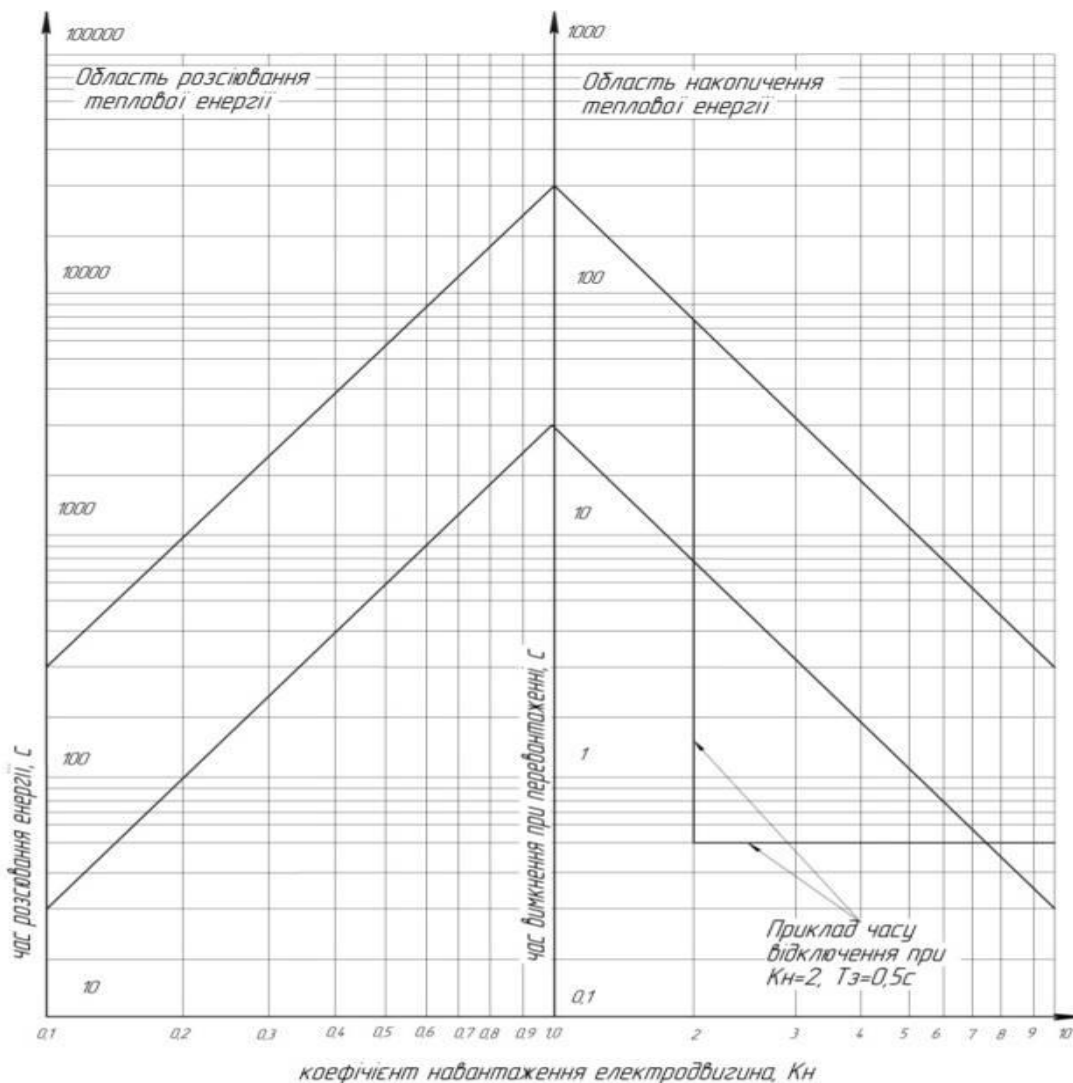 100000
1000
Область розсіювання
теплової енергії
Область накопичення
теплової енергії
10000
100
1000
10
час розсіювання енергії, С
100
час вимкнення при перевантаженні, С
1
Приклад часу
відключення при
Кн=2, Тз=0,5с
10
0,1
0,1 0,2 0,3 0,4 0,5 0,6 0.7 0,8 0,9 1,0 2 3 4 5 6 7 8 9 10
коефічієнт навантаження електродвигина, Кн